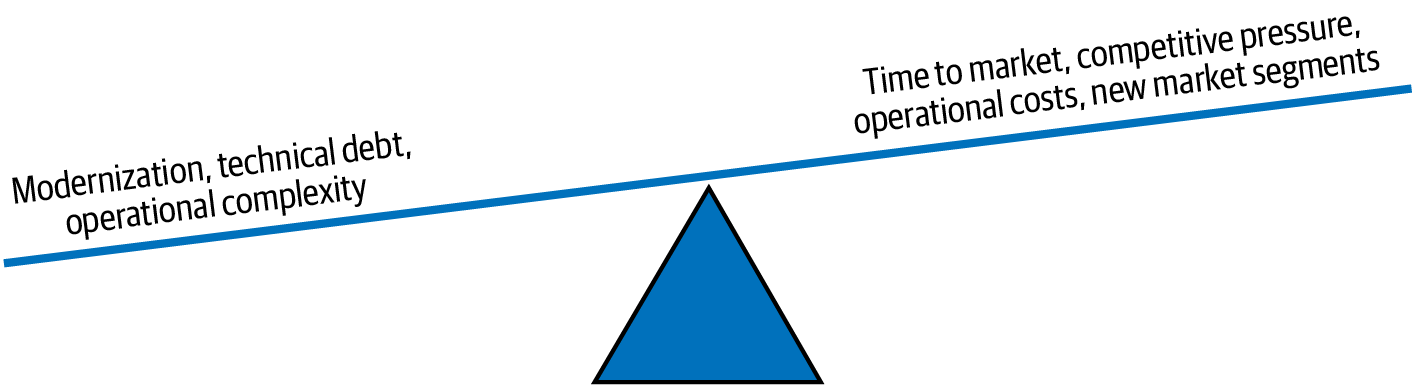 Modernization, technical debt,
operational complexity
Time to market, competitive pressure,
operational costs, new market segments